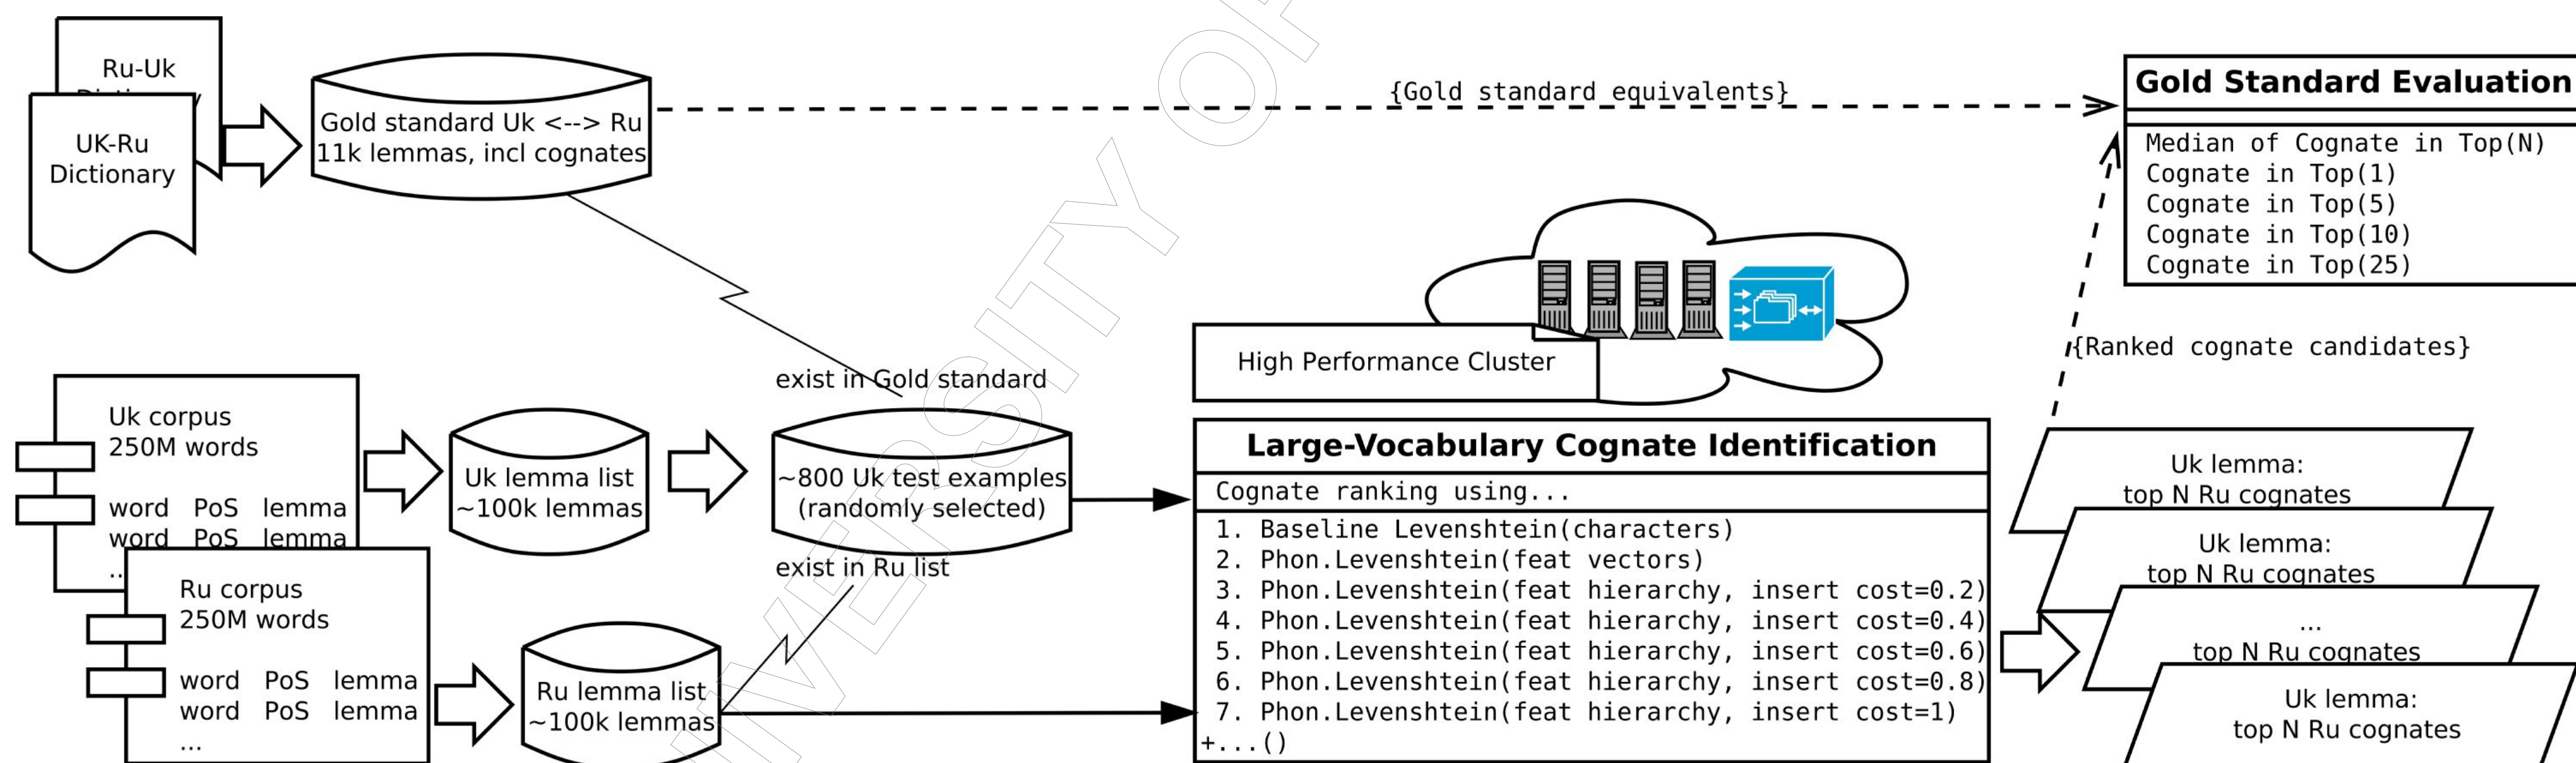 Ru-Uk
UK-Ru
Dictionary
Gold standard Uk <--> Ru
11k lemmas, incl cognates
{Gold standard equivalents}
Gold Standard Evaluation
Median of Cognate in Top(N)
Cognate in Top(1)
Cognate in Top(5)
Cognate in Top(10)
Cognate in Top(25)
{Ranked cognate candidates}
High Performance Cluster
exist in Gold standard
Uk corpus
250M words
word PoS lemma
word PoS lemma
..
Uk lemma list
~100k lemmas
~800 Uk test examples
(randomly selected)
exist in Ru list
Ru corpus
250M words
word PoS lemma
word PoS lemma
...
Ru lemma list
~100k lemmas
Large-Vocabulary Cognate Identification
Cognate ranking using...
1. Baseline Levenshtein(characters)
2. Phon.Levenshtein(feat vectors)
3. Phon.Levenshtein(feat hierarchy, insert cost=0.2)
4. Phon.Levenshtein(feat hierarchy, insert cost=0.4)
5. Phon.Levenshtein(feat hierarchy, insert cost=0.6)
6. Phon.Levenshtein(feat hierarchy, insert cost=0.8)
7. Phon.Levenshtein(feat hierarchy, insert cost=1)
+...()
Uk lemma:
top N Ru cognates
Uk lemma:
top N Ru cognates
...
top N Ru cognates
Uk lemma:
top N Ru cognates